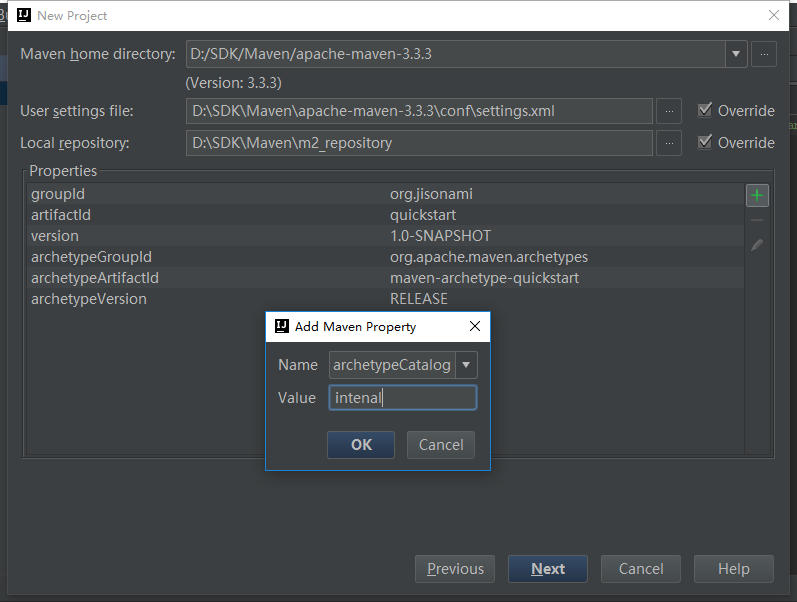 New Project
Maven home directory: D:/SDK/Maven/apache-maven-3.3.3 ...
(Version: 3.3.3)
User settings file: D:\SDK\Maven\apache-maven-3.3.3\conf\settings.xml ... Override
Local repository: D:\SDK\Maven\m2_repository ... Override
Properties
groupId org.jisonami
artifactId quickstart
version 1.0-SNAPSHOT
archetypeGroupId org.apache.maven.archetypes
archetypeArtifactId maven-archetype-quickstart
archetypeVersion RELEASE
Add Maven Property
Name archetypeCatalog
Value intenal
OK Cancel
Previous Next Cancel Help